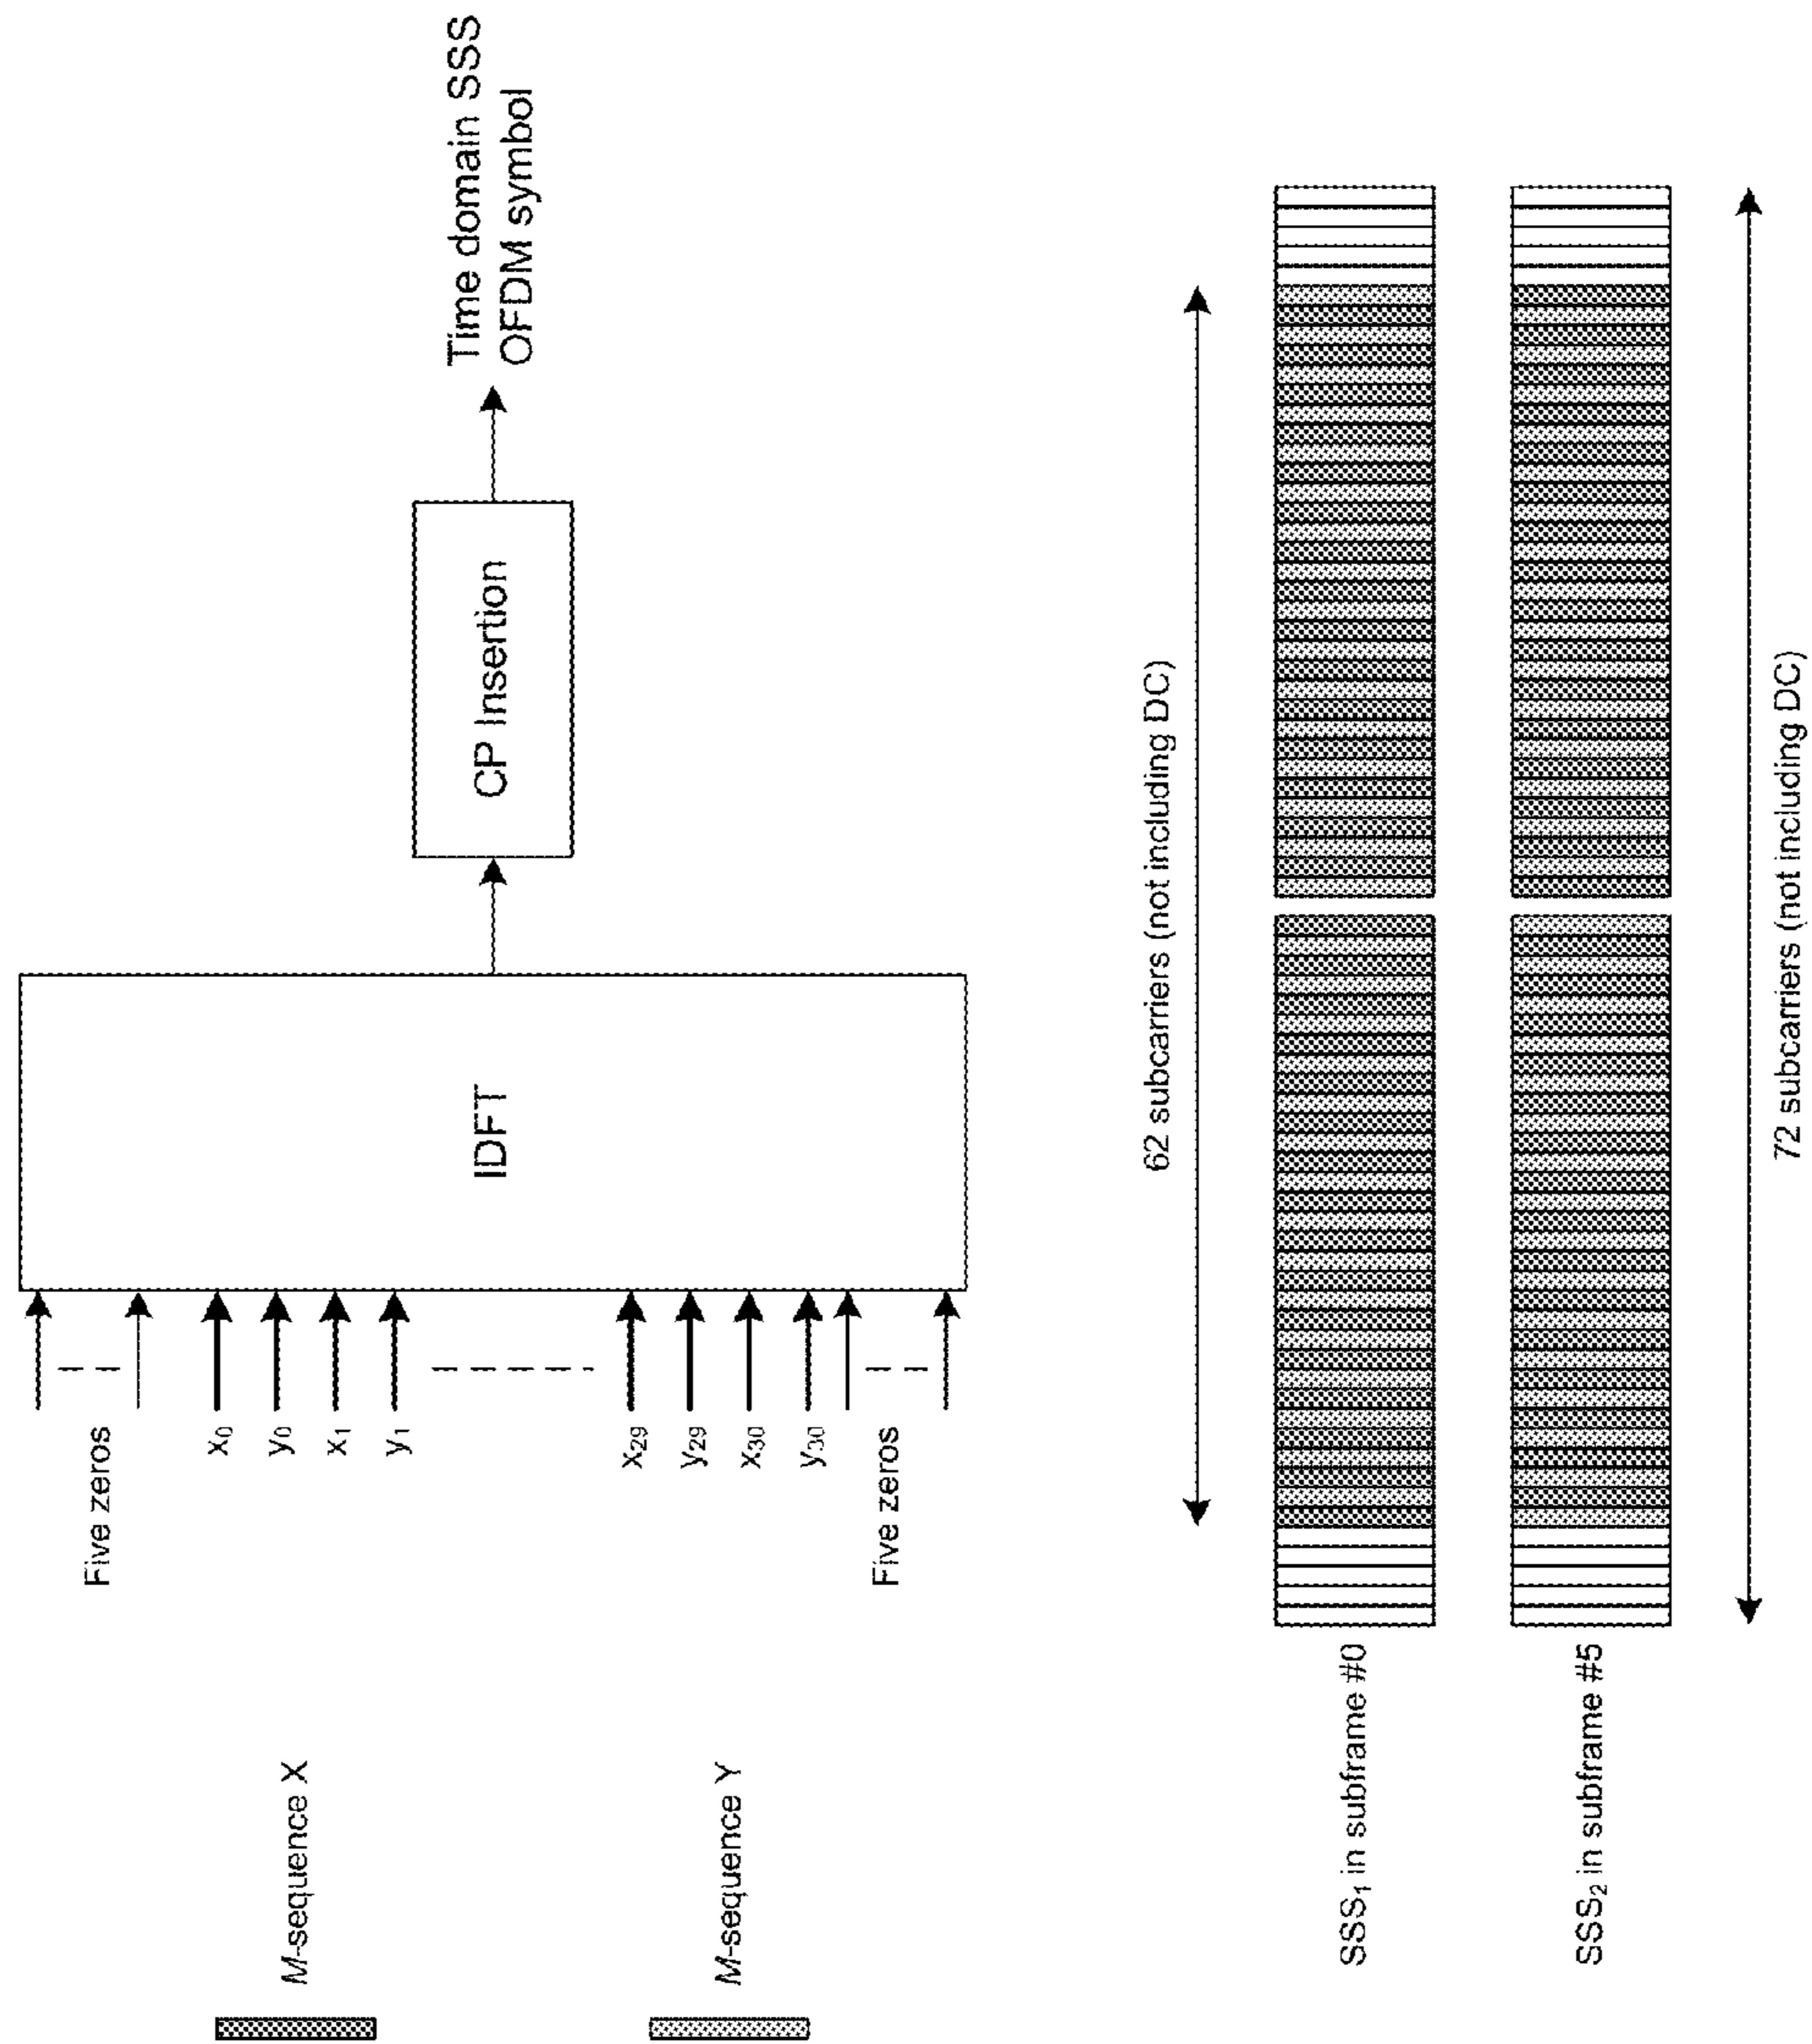 M-sequence X
M-sequence Y
Five zeros
x₀
y₀
x₁
y₁
x₂₉
y₂₉
x₃₀
y₃₀
Five zeros
IDFT
CP Insertion
Time domain SSS
OFDM symbol
62 subcarriers (not including DC)
SSS₁ in subframe #0
SSS₂ in subframe #5
72 subcarriers (not including DC)